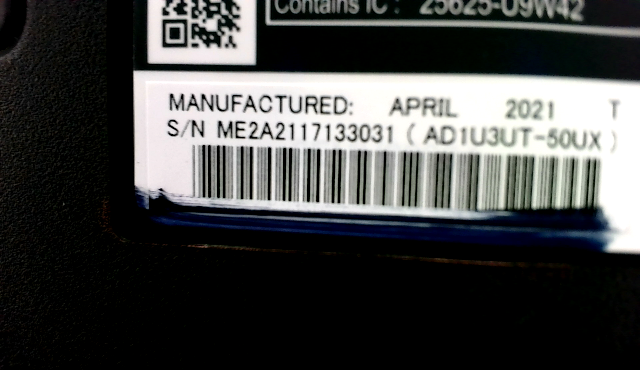 Contains IC : 25625-U9W42
MANUFACTURED: APRIL 2021 T
S/N ME2A2117133031 ( AD1U3UT-50UX )